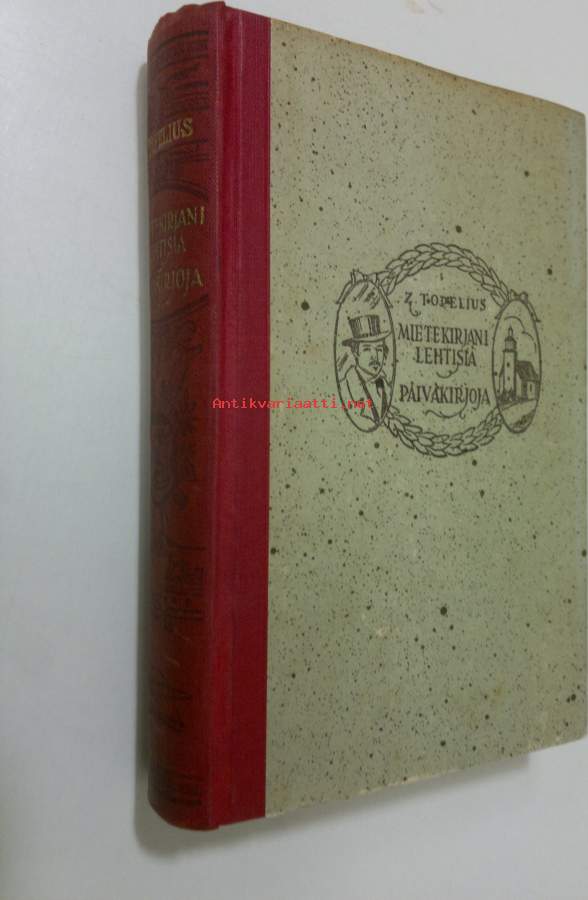 Z. TOPELIUS
MIETEKIRJANI
LEHTISIÄ
PÄIVÄKIRJOJA
Antikvariaatti.net